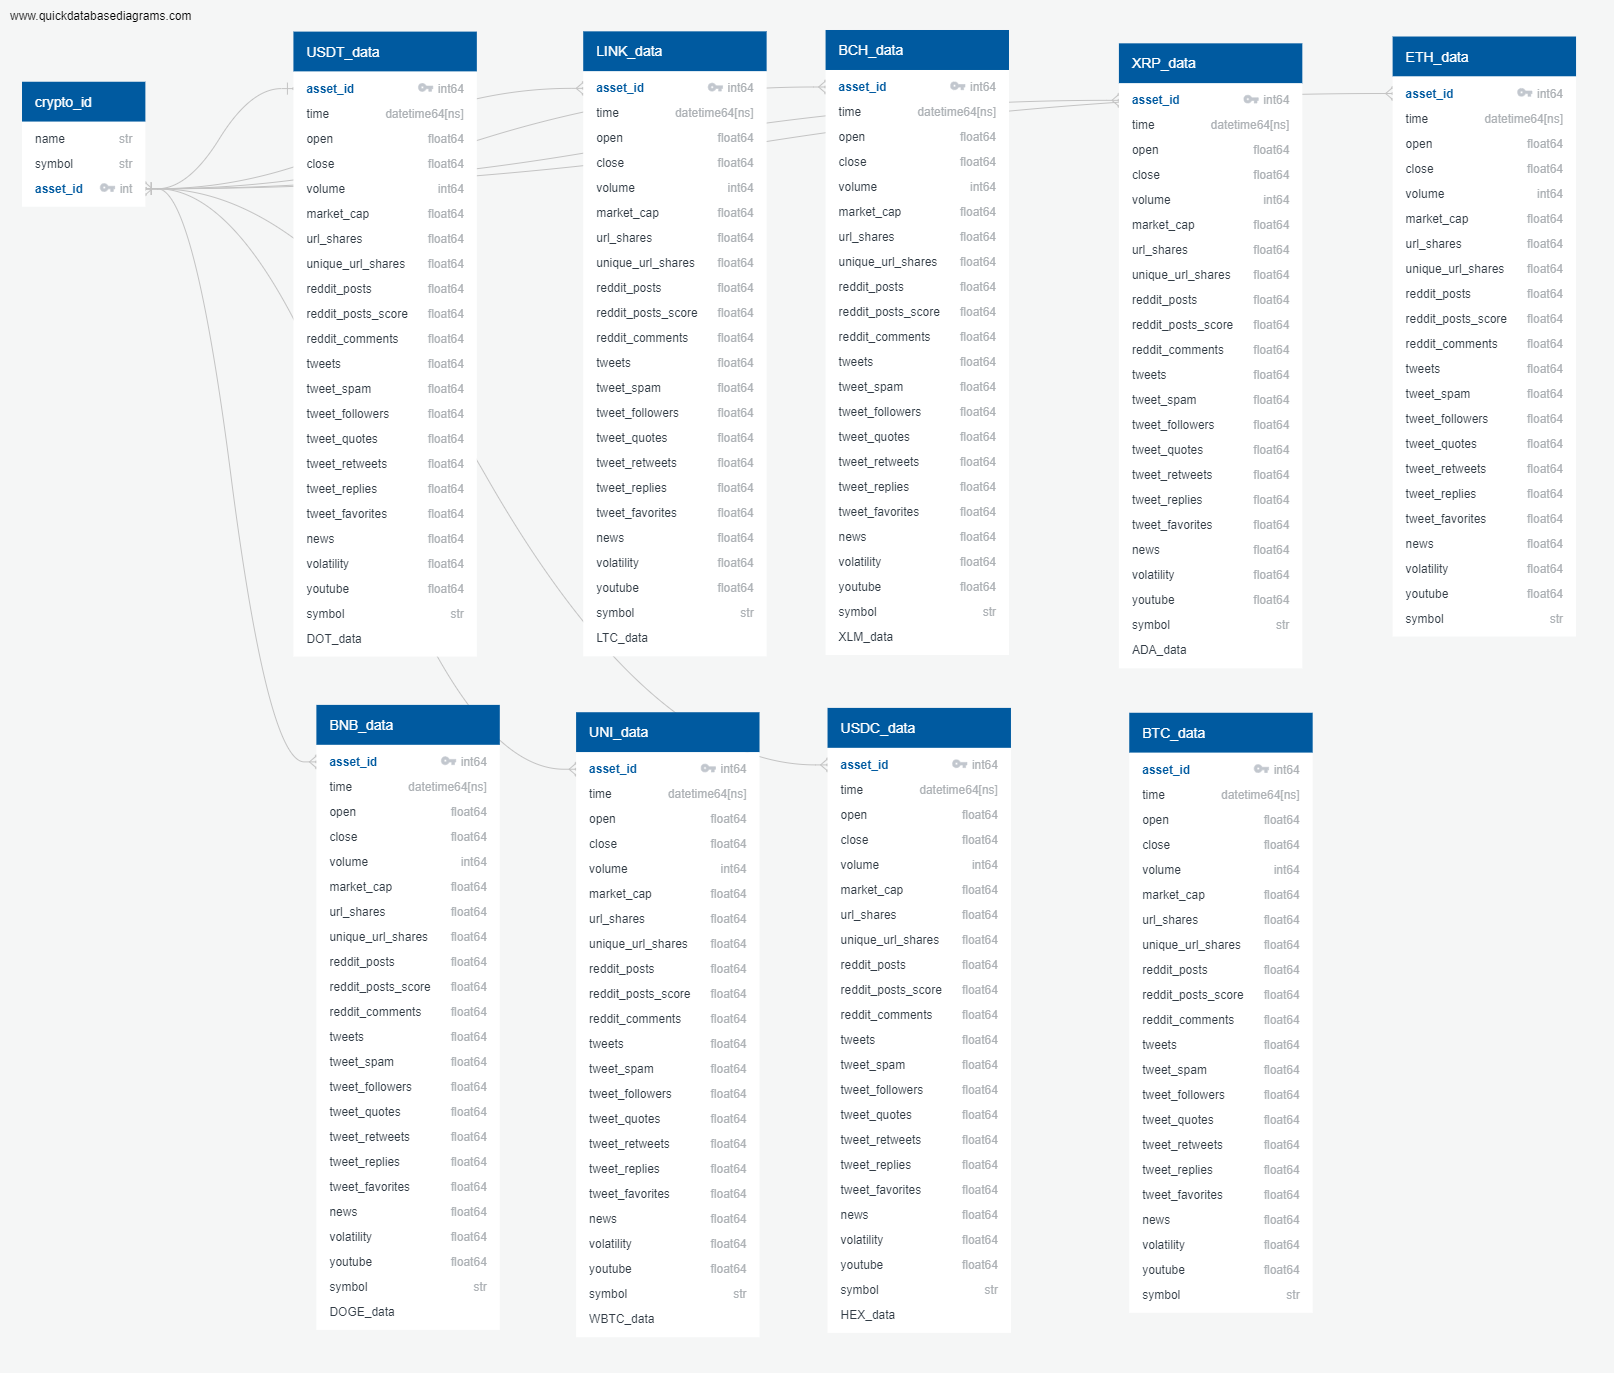 www.quickdatabasediagrams.com
crypto_id
name str
symbol str
asset_id int
USDT_data
asset_id int64
time datetime64[ns]
open float64
close float64
volume int64
market_cap float64
url_shares float64
unique_url_shares float64
reddit_posts float64
reddit_posts_score float64
reddit_comments float64
tweets float64
tweet_spam float64
tweet_followers float64
tweet_quotes float64
tweet_retweets float64
tweet_replies float64
tweet_favorites float64
news float64
volatility float64
youtube float64
symbol str
DOT_data
LINK_data
asset_id int64
time datetime64[ns]
open float64
close float64
volume int64
market_cap float64
url_shares float64
unique_url_shares float64
reddit_posts float64
reddit_posts_score float64
reddit_comments float64
tweets float64
tweet_spam float64
tweet_followers float64
tweet_quotes float64
tweet_retweets float64
tweet_replies float64
tweet_favorites float64
news float64
volatility float64
youtube float64
symbol str
LTC_data
BCH_data
asset_id int64
time datetime64[ns]
open float64
close float64
volume int64
market_cap float64
url_shares float64
unique_url_shares float64
reddit_posts float64
reddit_posts_score float64
reddit_comments float64
tweets float64
tweet_spam float64
tweet_followers float64
tweet_quotes float64
tweet_retweets float64
tweet_replies float64
tweet_favorites float64
news float64
volatility float64
youtube float64
symbol str
XLM_data
XRP_data
asset_id int64
time datetime64[ns]
open float64
close float64
volume int64
market_cap float64
url_shares float64
unique_url_shares float64
reddit_posts float64
reddit_posts_score float64
reddit_comments float64
tweets float64
tweet_spam float64
tweet_followers float64
tweet_quotes float64
tweet_retweets float64
tweet_replies float64
tweet_favorites float64
news float64
volatility float64
youtube float64
symbol str
ADA_data
ETH_data
asset_id int64
time datetime64[ns]
open float64
close float64
volume int64
market_cap float64
url_shares float64
unique_url_shares float64
reddit_posts float64
reddit_posts_score float64
reddit_comments float64
tweets float64
tweet_spam float64
tweet_followers float64
tweet_quotes float64
tweet_retweets float64
tweet_replies float64
tweet_favorites float64
news float64
volatility float64
youtube float64
symbol str
BNB_data
asset_id int64
time datetime64[ns]
open float64
close float64
volume int64
market_cap float64
url_shares float64
unique_url_shares float64
reddit_posts float64
reddit_posts_score float64
reddit_comments float64
tweets float64
tweet_spam float64
tweet_followers float64
tweet_quotes float64
tweet_retweets float64
tweet_replies float64
tweet_favorites float64
news float64
volatility float64
youtube float64
symbol str
DOGE_data
UNI_data
asset_id int64
time datetime64[ns]
open float64
close float64
volume int64
market_cap float64
url_shares float64
unique_url_shares float64
reddit_posts float64
reddit_posts_score float64
reddit_comments float64
tweets float64
tweet_spam float64
tweet_followers float64
tweet_quotes float64
tweet_retweets float64
tweet_replies float64
tweet_favorites float64
news float64
volatility float64
youtube float64
symbol str
WBTC_data
USDC_data
asset_id int64
time datetime64[ns]
open float64
close float64
volume int64
market_cap float64
url_shares float64
unique_url_shares float64
reddit_posts float64
reddit_posts_score float64
reddit_comments float64
tweets float64
tweet_spam float64
tweet_followers float64
tweet_quotes float64
tweet_retweets float64
tweet_replies float64
tweet_favorites float64
news float64
volatility float64
youtube float64
symbol str
HEX_data
BTC_data
asset_id int64
time datetime64[ns]
open float64
close float64
volume int64
market_cap float64
url_shares float64
unique_url_shares float64
reddit_posts float64
reddit_posts_score float64
reddit_comments float64
tweets float64
tweet_spam float64
tweet_followers float64
tweet_quotes float64
tweet_retweets float64
tweet_replies float64
tweet_favorites float64
news float64
volatility float64
youtube float64
symbol str